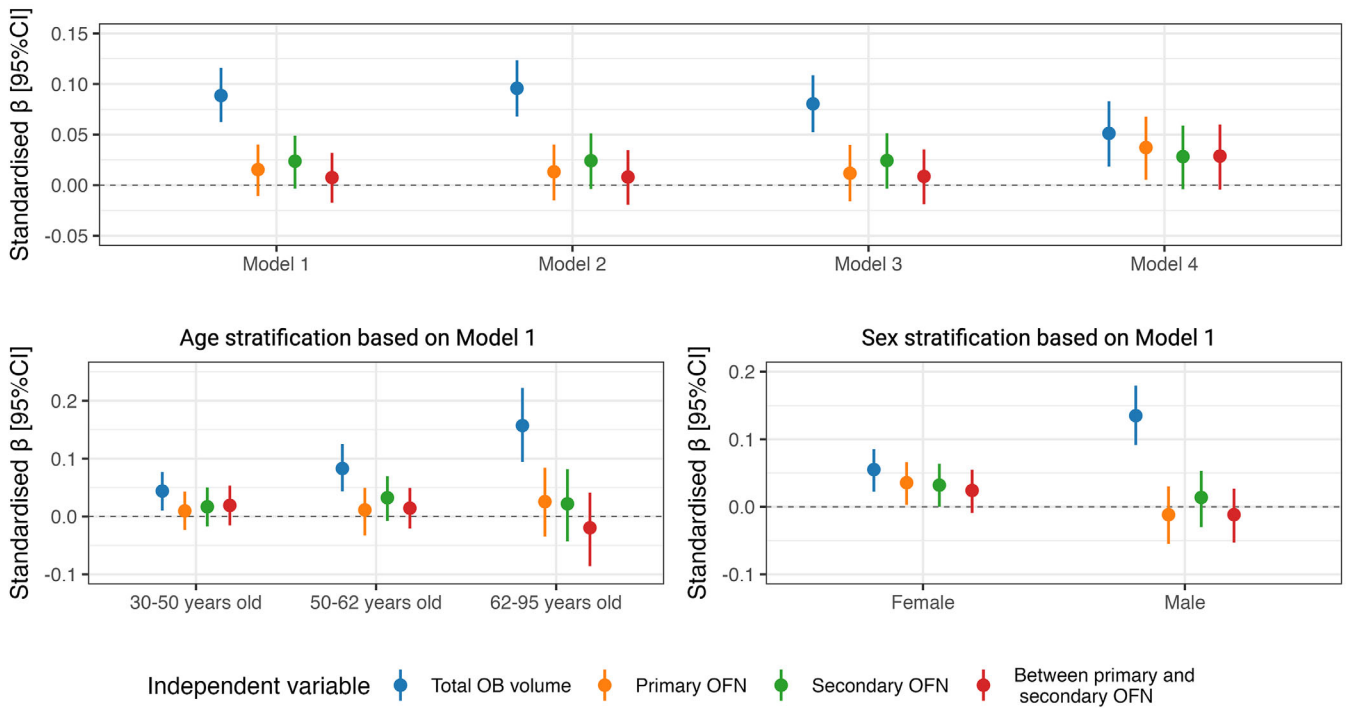 Standardised β [95%CI]
0.15
0.10
0.05
0.00
-0.05
Model 1 Model 2 Model 3 Model 4
Age stratification based on Model 1
Standardised β [95%CI]
0.2
0.1
0.0
-0.1
30-50 years old 50-62 years old 62-95 years old
Sex stratification based on Model 1
Standardised β [95%CI]
0.2
0.1
0.0
-0.1
Female Male
Independent variable Total OB volume Primary OFN Secondary OFN Between primary and
secondary OFN